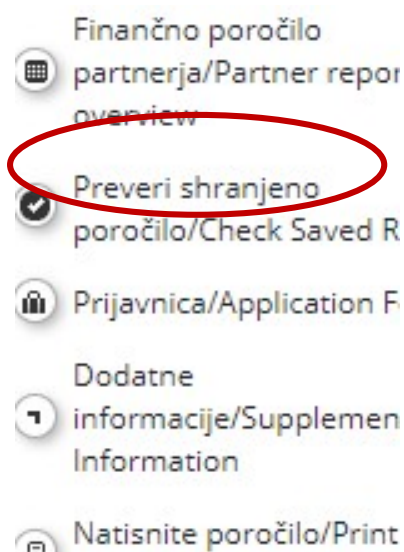 Finančno poročilo
partnerja/Partner repor
overview
Preveri shranjeno
poročilo/Check Saved R
Prijavnica/Application F
Dodatne
informacije/Supplemen
Information
Natisnite poročilo/Print